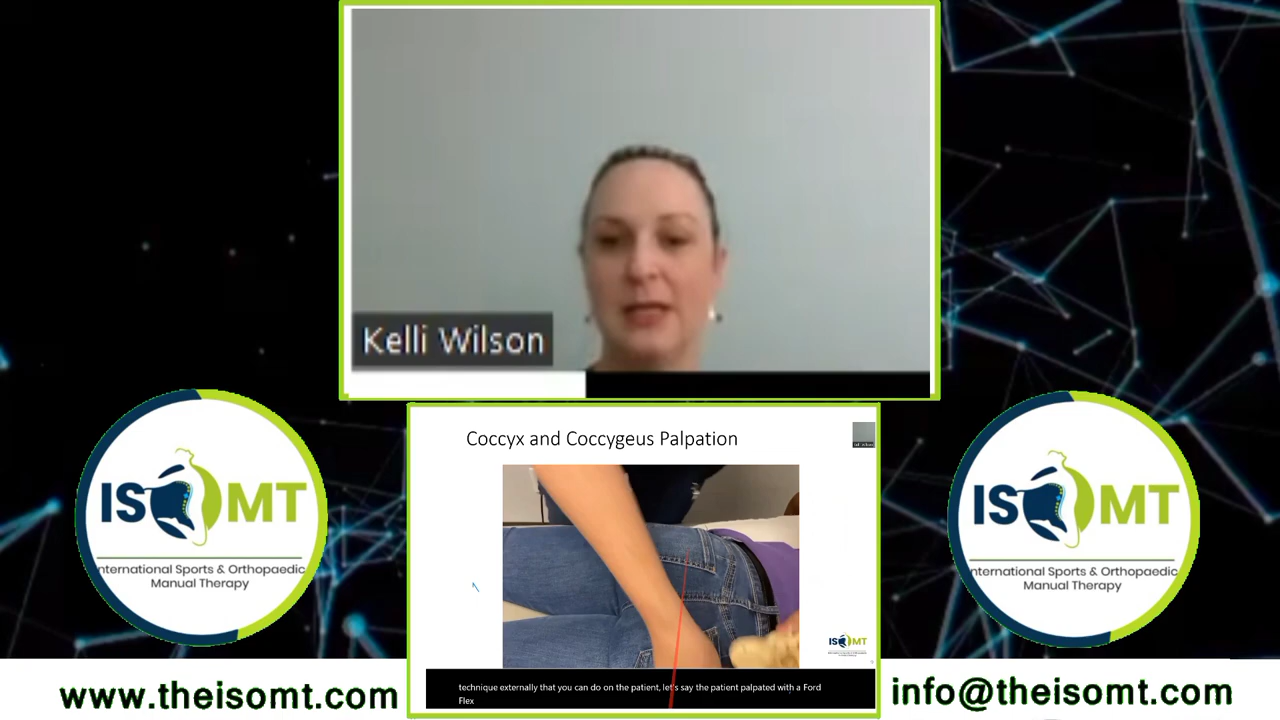 Kelli Wilson
Coccyx and Coccygeus Palpation
ISOMT
International Sports & Orthopaedic
Manual Therapy
ISOMT
International Sports & Orthopaedic
Manual Therapy
ISOMT
technique externally that you can do on the patient, let's say the patient palpated with a Ford
Flex
www.theisomt.com
info@theisomt.com